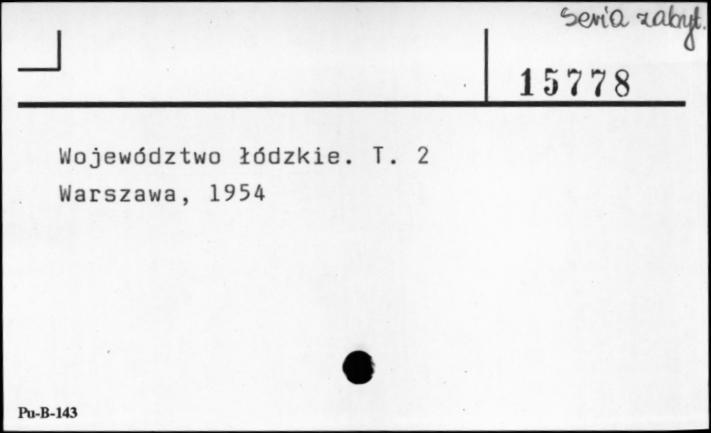 seria zabyt.
15778
Województwo łódzkie. T. 2
Warszawa, 1954
Pu-B-143